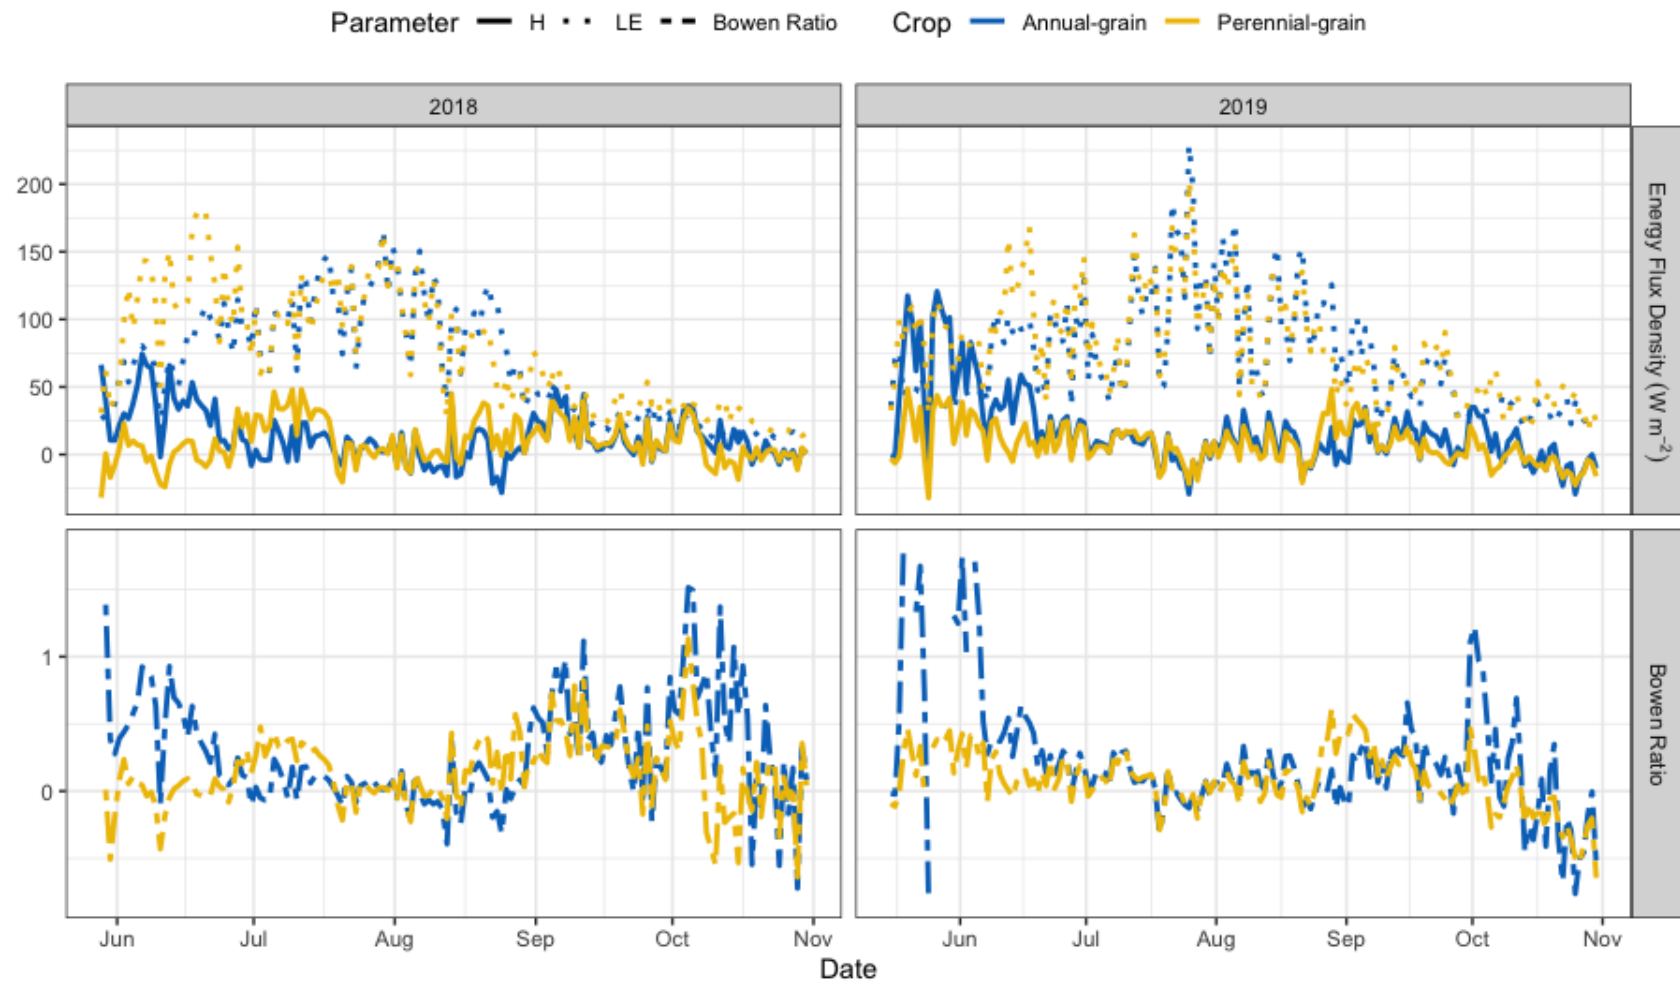 Parameter H LE Bowen Ratio Crop Annual-grain Perennial-grain
2018
2019
200
150
100
50
0
Energy Flux Density (W m⁻²)
1
0
Bowen Ratio
Jun Jul Aug Sep Oct Nov
Jun Jul Aug Sep Oct Nov
Date